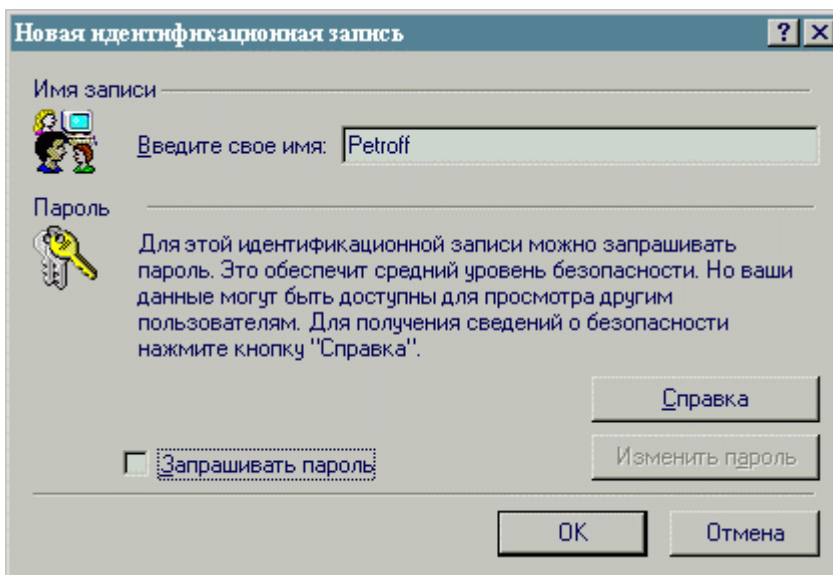 Новая идентификационная запись
Имя записи
Введите свое имя: Petroff
Пароль
Для этой идентификационной записи можно запрашивать
пароль. Это обеспечит средний уровень безопасности. Но ваши
данные могут быть доступны для просмотра другим
пользователям. Для получения сведений о безопасности
нажмите кнопку "Справка".
Справка
Запрашивать пароль
Изменить пароль
OK
Отмена